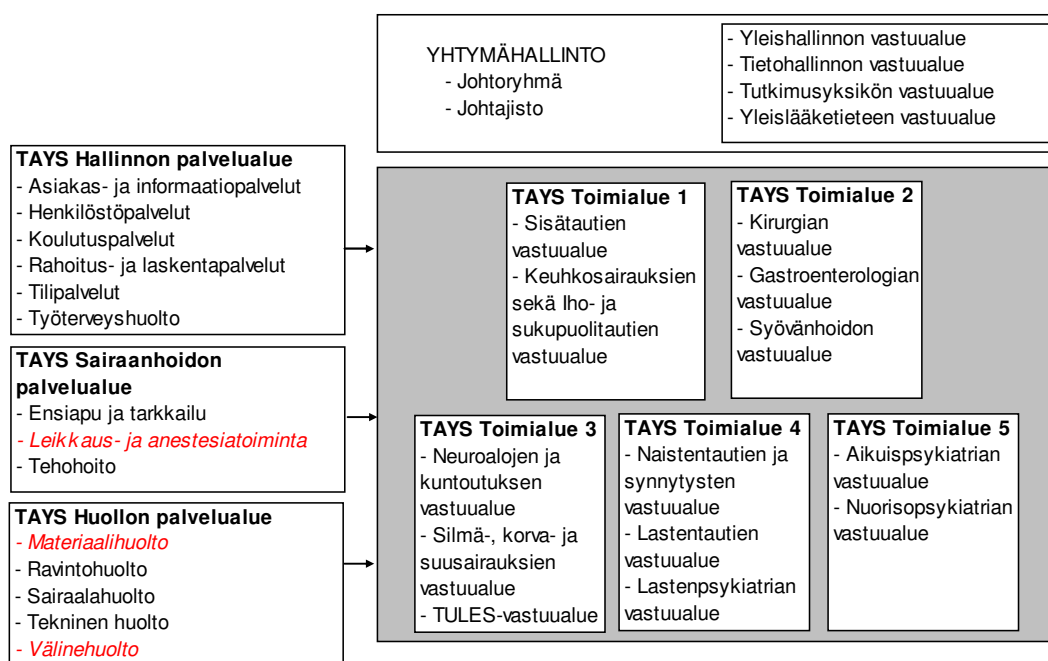 YHTYMÄHALLINTO
- Johtoryhmä
- Johtajisto
- Yleishallinnon vastuualue
- Tietohallinnon vastuualue
- Tutkimusyksikön vastuualue
- Yleislääketieteen vastuualue
TAYS Hallinnon palvelualue
- Asiakas- ja informaatiopalvelut
- Henkilöstöpalvelut
- Koulutuspalvelut
- Rahoitus- ja laskentapalvelut
- Tilipalvelut
- Työterveyshuolto
TAYS Sairaanhoidon
palvelualue
- Ensiapu ja tarkkailu
- Leikkaus- ja anestesiatoiminta
- Tehohoito
TAYS Huollon palvelualue
- Materiaalihuolto
- Ravintohuolto
- Sairaalahuolto
- Tekninen huolto
- Välinehuolto
TAYS Toimialue 1
- Sisätautien
vastuualue
- Keuhkosairauksien
sekä Iho- ja
sukupuolitautien
vastuualue
TAYS Toimialue 2
- Kirurgian
vastuualue
- Gastroenterologian
vastuualue
- Syövänhoidon
vastuualue
TAYS Toimialue 3
- Neuroalojen ja
kuntoutuksen
vastuualue
- Silmä-, korva- ja
suusairauksien
vastuualue
- TULES-vastuualue
TAYS Toimialue 4
- Naistentautien ja
synnytysten
vastuualue
- Lastentautien
vastuualue
- Lastenpsykiatrian
vastuualue
TAYS Toimialue 5
- Aikuispsykiatrian
vastuualue
- Nuorisopsykiatrian
vastuualue